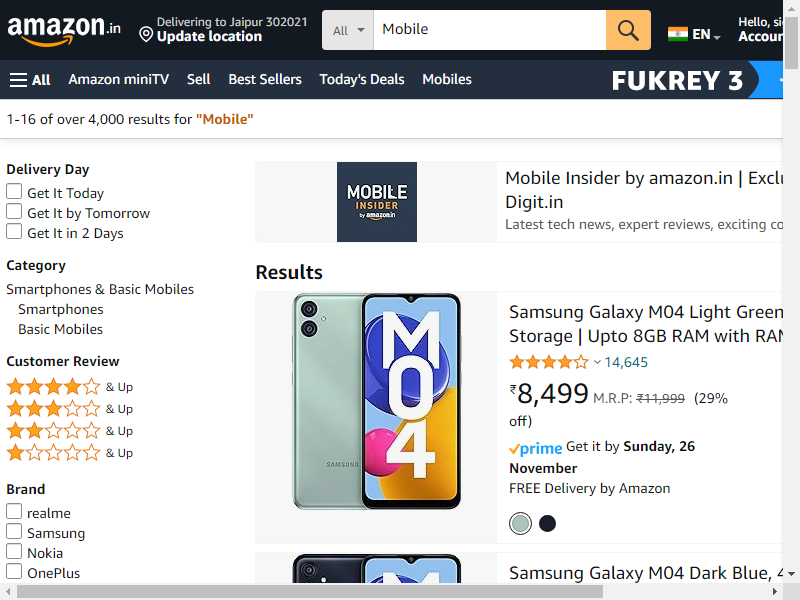 amazon.in
Delivering to Jaipur 302021
Update location
All
Mobile
EN
Hello, si
Accoun
All
Amazon miniTV
Sell
Best Sellers
Today's Deals
Mobiles
FUKREY 3
1-16 of over 4,000 results for "Mobile"
Delivery Day
Get It Today
Get It by Tomorrow
Get It in 2 Days
Category
Smartphones & Basic Mobiles
Smartphones
Basic Mobiles
Customer Review
& Up
& Up
& Up
& Up
Brand
realme
Samsung
Nokia
OnePlus
MOBILE
INSIDER
by amazon.in
Mobile Insider by amazon.in | Exclu
Digit.in
Latest tech news, expert reviews, exciting co
Results
SAMSUNG
M04
Samsung Galaxy M04 Light Green
Storage | Upto 8GB RAM with RAM
14,645
₹8,499 M.R.P: ₹11,999 (29%
off)
prime Get it by Sunday, 26
November
FREE Delivery by Amazon
Samsung Galaxy M04 Dark Blue, 4